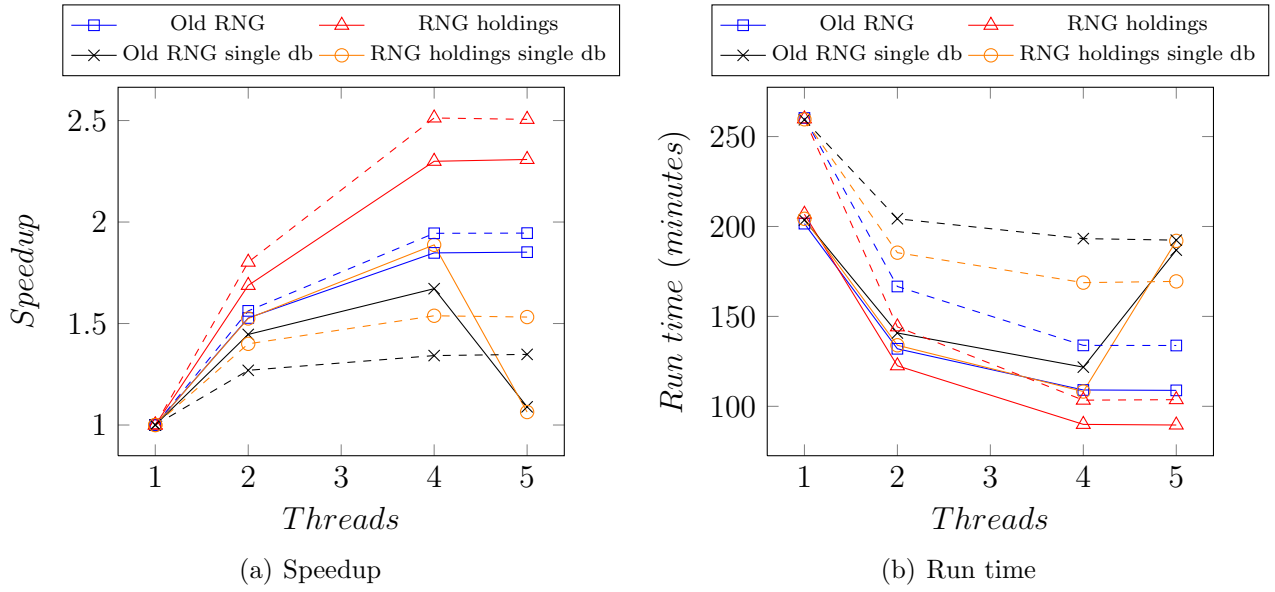 Old RNG RNG holdings
Old RNG single db RNG holdings single db
2.5
2
1.5
1
Speedup
1 2 3 4 5
Threads
(a) Speedup
Old RNG RNG holdings
Old RNG single db RNG holdings single db
250
200
150
100
Run time (minutes)
1 2 3 4 5
Threads
(b) Run time